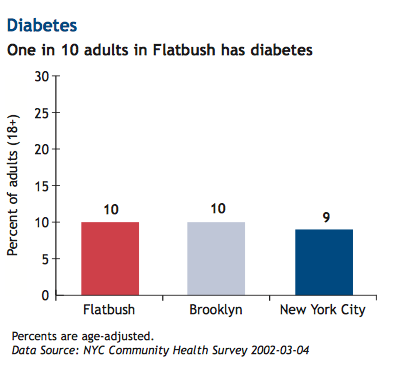 Diabetes
One in 10 adults in Flatbush has diabetes
Percent of adults (18+)
30
25
20
15
10
5
0
10
10
9
Flatbush
Brooklyn
New York City
Percents are age-adjusted.
Data Source: NYC Community Health Survey 2002-03-04